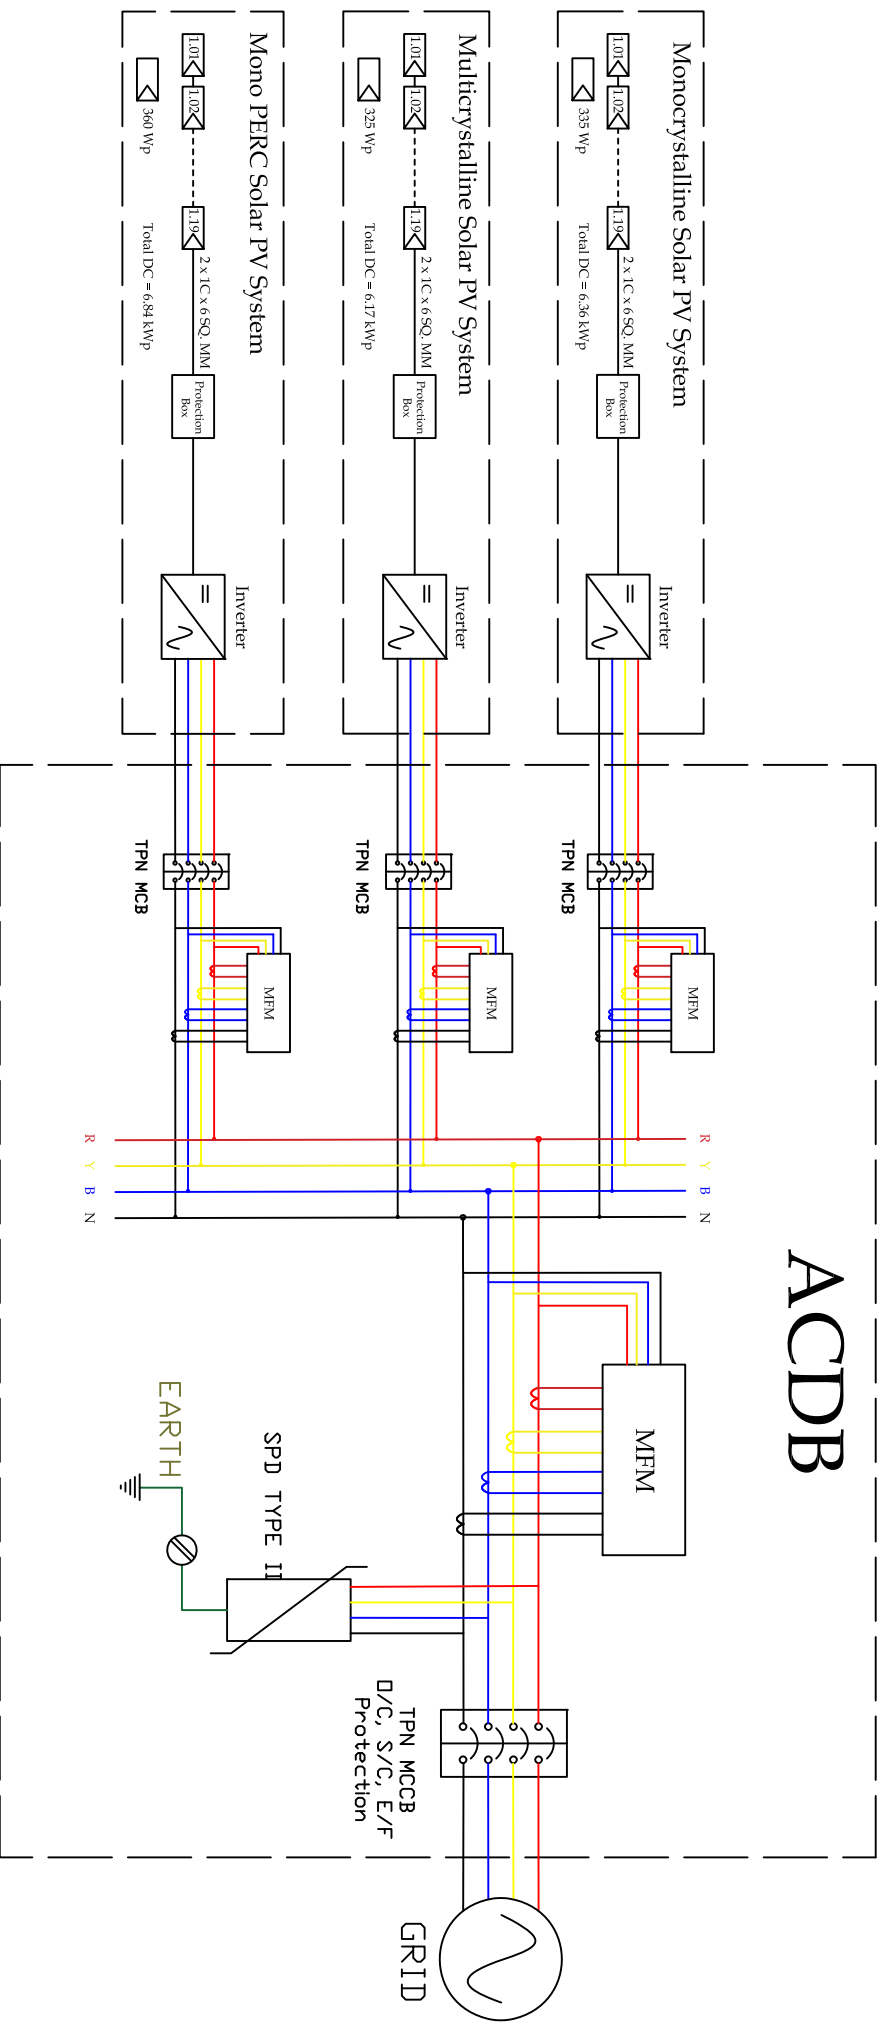 Monocrystalline Solar PV System
1.01
1.02
1.19
2 x 1C x 6 SQ. MM
335 Wp
Total DC = 6.36 kWp
Protection
Box
Inverter
Multicrystalline Solar PV System
1.01
1.02
1.19
2 x 1C x 6 SQ. MM
325 Wp
Total DC = 6.17 kWp
Protection
Box
Inverter
Mono PERC Solar PV System
1.01
1.02
1.19
2 x 1C x 6 SQ. MM
360 Wp
Total DC = 6.84 kWp
Protection
Box
Inverter
ACDB
TPN MCB
MFM
TPN MCB
MFM
TPN MCB
MFM
R
Y
B
N
R
Y
B
N
MFM
SPD TYPE II
EARTH
TPN MCCB
O/C, S/C, E/F
Protection
GRID